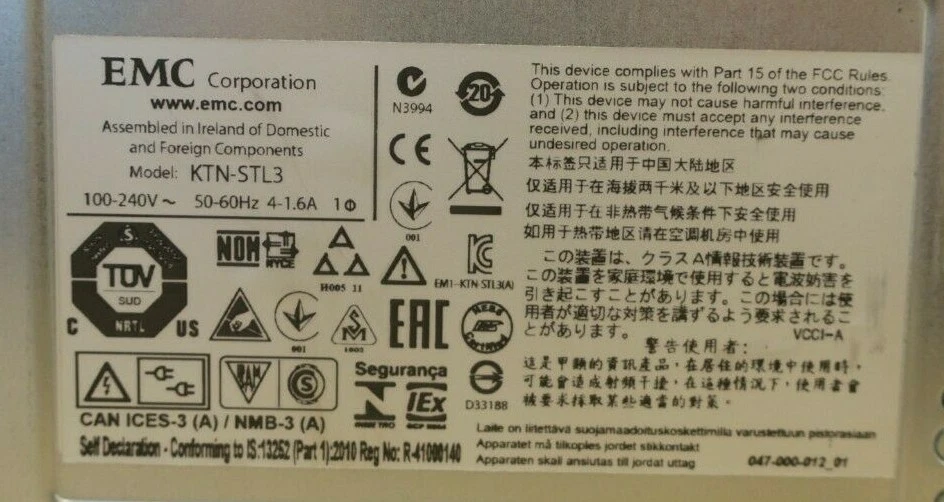 EMC Corporation
www.emc.com
Assembled in Ireland of Domestic
and Foreign Components
Model: KTN-STL3
100-240V ~ 50-60Hz 4-1.6A 1Φ
N3994
20
CE
001
This device complies with Part 15 of the FCC Rules.
Operation is subject to the following two conditions:
(1) This device may not cause harmful interference,
and (2) this device must accept any interference
received, including interference that may cause
undesired operation.
本标签只适用于中国大陆地区
仅适用于在海拔两千米及以下地区安全使用
仅适用于在非热带气候条件下安全使用
如用于热带地区请在空调机房中使用
この装置は、クラスA情報技術装置です。
この装置を家庭環境で使用すると電波妨害を
引き起こすことがあります。この場合には使
用者が適切な対策を講ずるよう要求されるこ
とがあります。 VCCI-A
警告使用者:
這是甲類的資訊產品，在居住的環境中使用時，
可能會造成射頻干擾，在這種情況下，使用者會
被要求採取某些適當的對策。
S
TÜV
SUD
NRTL
C US
NOM
NYCE
H005 11
EM1-KTN-STL3(A)
001
SM
1002
EAC
Certified
Segurança
INMETRO
IEx
OCP 0004
D33188
S
CAN ICES-3 (A) / NMB-3 (A)
Self Declaration - Conforming to IS:13252 (Part 1):2010 Reg No: R-41000140
Laite on liitettävä suojamaadoituskoskettimilla varustettuun pistorasiaan
Apparatet må tilkoples jordet stikkontakt
Apparaten skall anslutas till jordat uttag
047-000-012_01